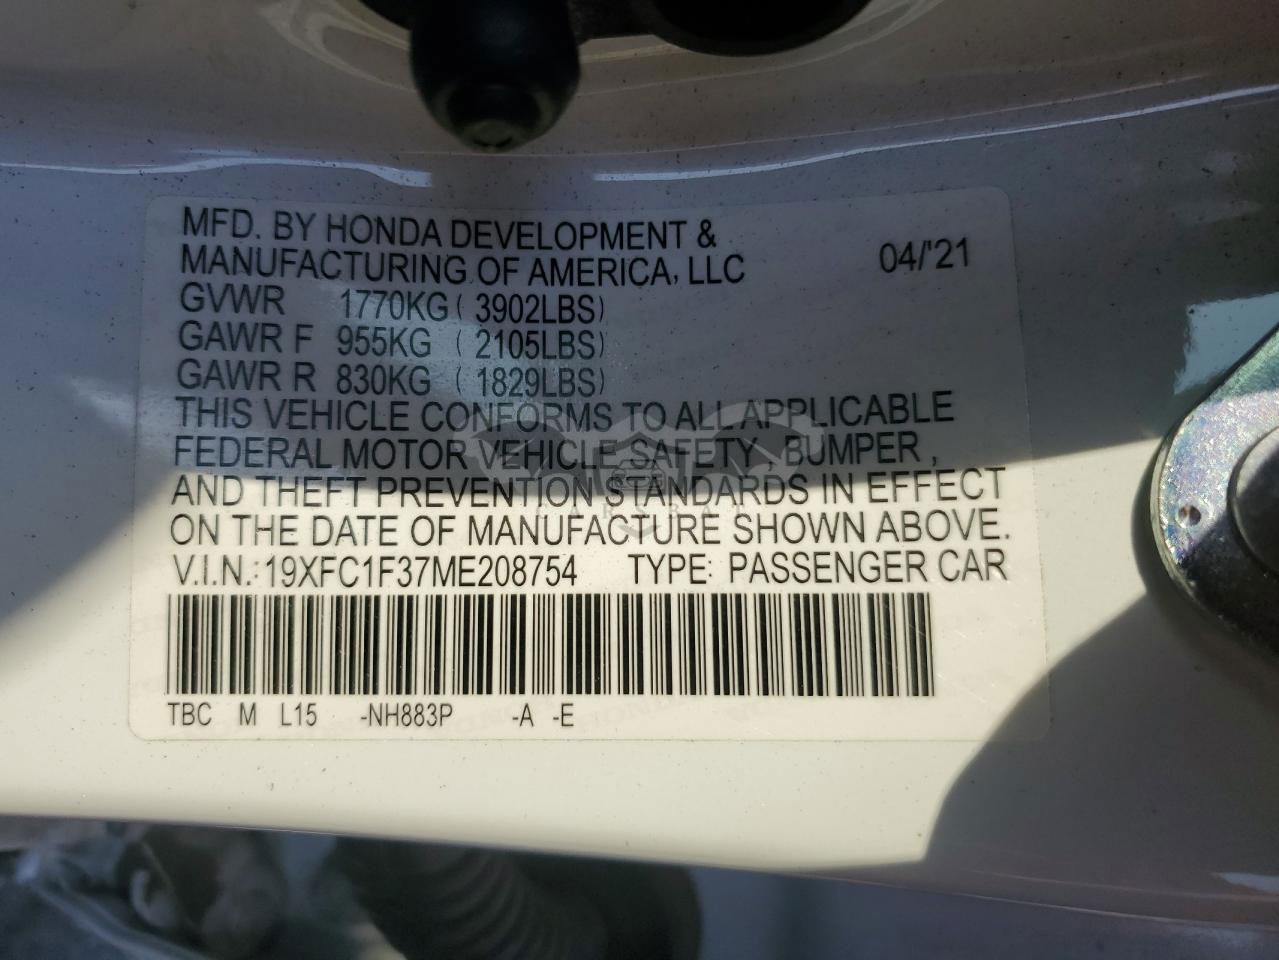 MFD. BY HONDA DEVELOPMENT &
MANUFACTURING OF AMERICA, LLC 04/'21
GVWR 1770KG ( 3902LBS)
GAWR F 955KG ( 2105LBS)
GAWR R 830KG ( 1829LBS)
THIS VEHICLE CONFORMS TO ALL APPLICABLE
FEDERAL MOTOR VEHICLE SAFETY , BUMPER ,
AND THEFT PREVENTION STANDARDS IN EFFECT
ON THE DATE OF MANUFACTURE SHOWN ABOVE.
V.I.N.: 19XFC1F37ME208754 TYPE: PASSENGER CAR
TBC M L15 -NH883P -A -E